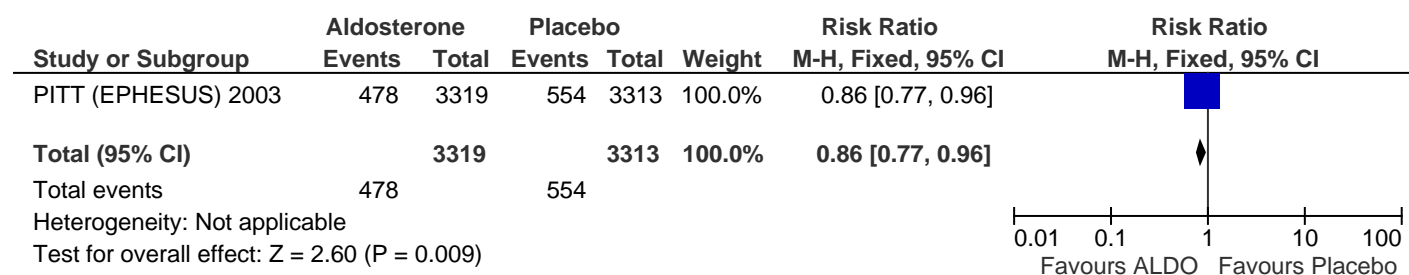 Aldosterone Placebo Risk Ratio Risk Ratio
Study or Subgroup Events Total Events Total Weight M-H, Fixed, 95% CI M-H, Fixed, 95% CI
PITT (EPHESUS) 2003 478 3319 554 3313 100.0% 0.86 [0.77, 0.96]
Total (95% CI) 3319 3313 100.0% 0.86 [0.77, 0.96]
Total events 478 554
Heterogeneity: Not applicable
Test for overall effect: Z = 2.60 (P = 0.009)
0.01 0.1 1 10 100
Favours ALDO Favours Placebo